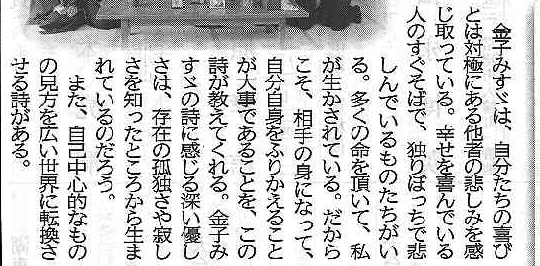 金子みすゞは、自分たちの喜び
とは対極にある他者の悲しみを感
じ取っている。幸せを喜んでいる
人のすぐそばで、独りぼっちで悲
しんでいるものたちがい
る。多くの命を頂いて、私
が生かされている。だから
こそ、相手の身になって、
自分自身をふりかえること
が大事であることを、この
詩が教えてくれる。金子み
すゞの詩に感じる深い優し
さは、存在の孤独さや寂し
さを知ったところから生ま
れているのだろう。
　また、自己中心的なもの
の見方を広い世界に転換さ
せる詩がある。